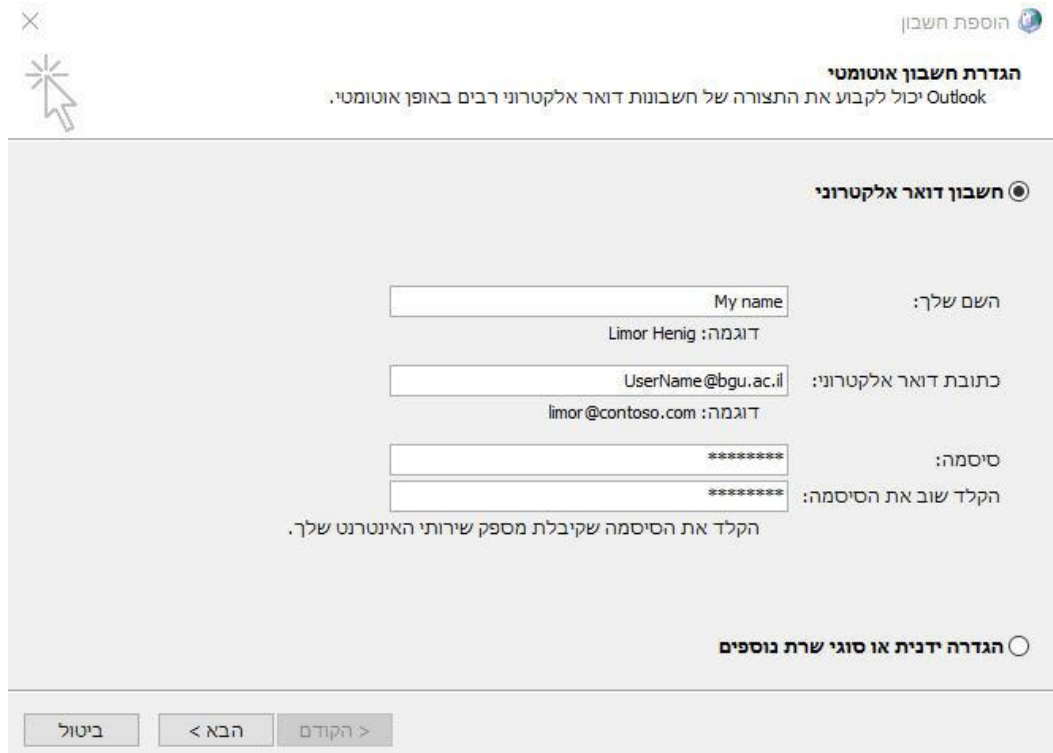 הוספת חשבון
הגדרת חשבון אוטומטי
Outlook יכול לקבוע את התצורה של חשבונות דואר אלקטרוני רבים באופן אוטומטי.
חשבון דואר אלקטרוני
השם שלך: My name
דוגמה: Limor Henig
כתובת דואר אלקטרוני: UserName@bgu.ac.il
דוגמה: limor@contoso.com
סיסמה: ********
הקלד שוב את הסיסמה: ********
הקלד את הסיסמה שקיבלת מספק שירותי האינטרנט שלך.
הגדרה ידנית או סוגי שרת נוספים
< הקודם הבא > ביטול